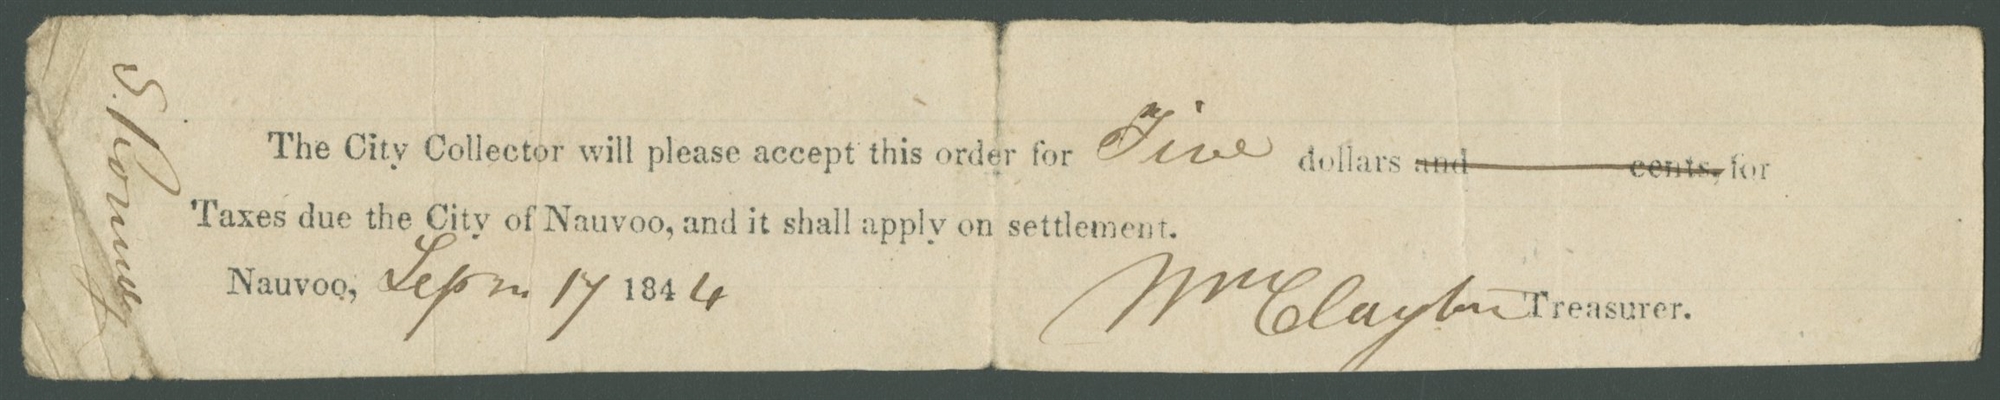 The City Collector will please accept this order for Five dollars and cents, for
Taxes due the City of Nauvoo, and it shall apply on settlement.
Nauvoo, Sepr. 17 1844 Wm Clayton Treasurer.
S.